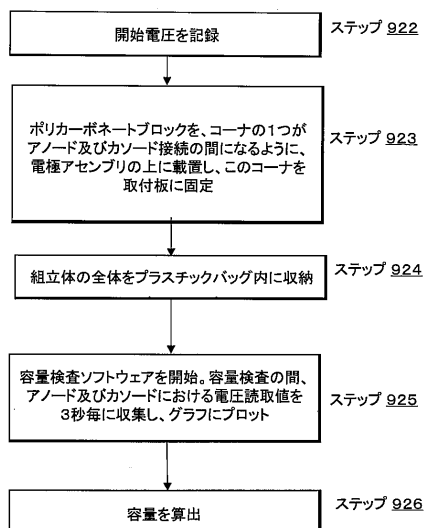 開始電圧を記録
ステップ 922
ポリカーボネートブロックを、コーナの1つが
アノード及びカソード接続の間になるように、
電極アセンブリの上に載置し、このコーナを
取付板に固定
ステップ 923
組立体の全体をプラスチックバッグ内に収納
ステップ 924
容量検査ソフトウェアを開始。容量検査の間、
アノード及びカソードにおける電圧読取値を
3秒毎に収集し、グラフにプロット
ステップ 925
容量を算出
ステップ 926